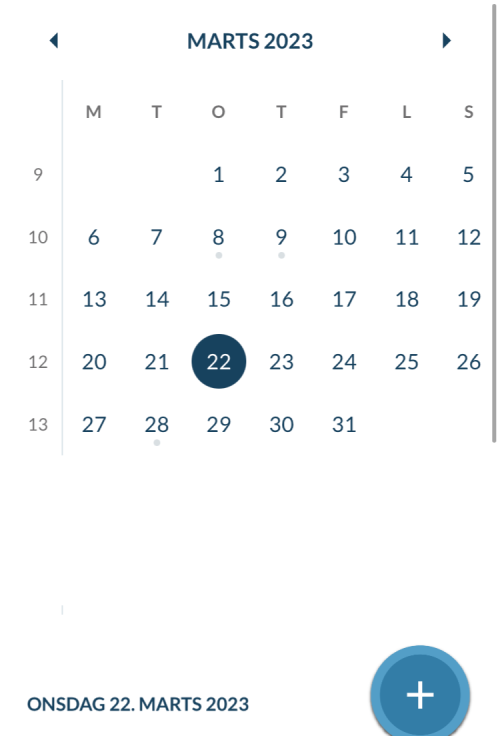 MARTS 2023
M T O T F L S
9 1 2 3 4 5
10 6 7 8 9 10 11 12
11 13 14 15 16 17 18 19
12 20 21 22 23 24 25 26
13 27 28 29 30 31
ONSDAG 22. MARTS 2023
+